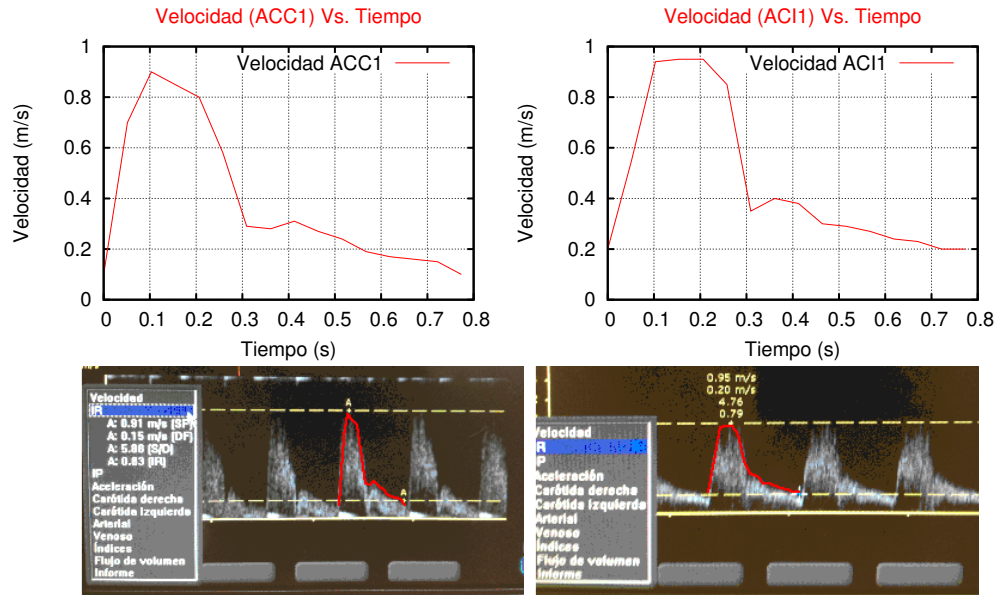 Velocidad (ACC1) Vs. Tiempo
Velocidad ACC1
Velocidad (m/s)
1
0.8
0.6
0.4
0.2
0
0 0.1 0.2 0.3 0.4 0.5 0.6 0.7 0.8
Tiempo (s)
Velocidad (ACI1) Vs. Tiempo
Velocidad ACI1
Velocidad (m/s)
1
0.8
0.6
0.4
0.2
0
0 0.1 0.2 0.3 0.4 0.5 0.6 0.7 0.8
Tiempo (s)
Velocidad
IR
A: 0.91 m/s [SP]
A: 0.15 m/s [DF]
A: 5.88 [S/D]
A: 0.83 [IR]
IP
Aceleración
Carótida derecha
Carótida Izquierda
Arterial
Venoso
Índices
Flujo de volumen
Informe
A
A
0.95 m/s
0.20 m/s
4.76
0.79
Velocidad
R
P
Aceleración
Carótida derecha
Carótida Izquierda
Arterial
Venoso
Índices
Flujo de volumen
Informe